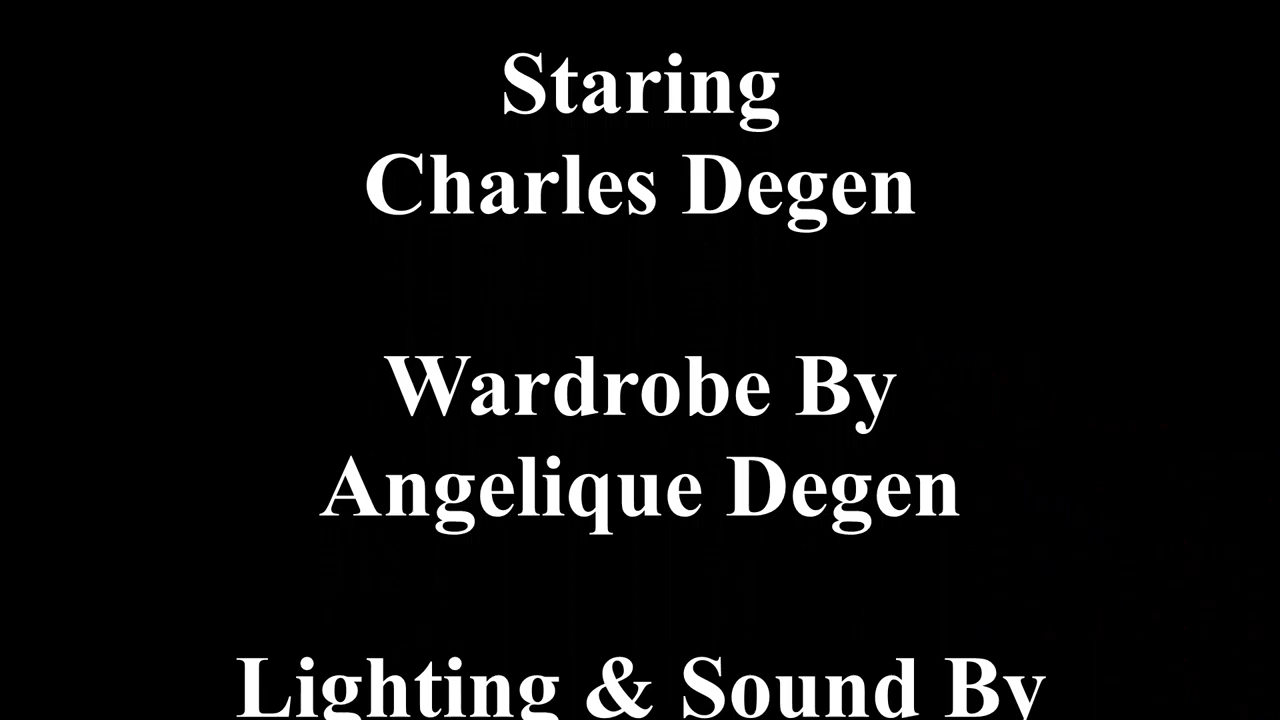 Staring
Charles Degen
Wardrobe By
Angelique Degen
Lighting & Sound By